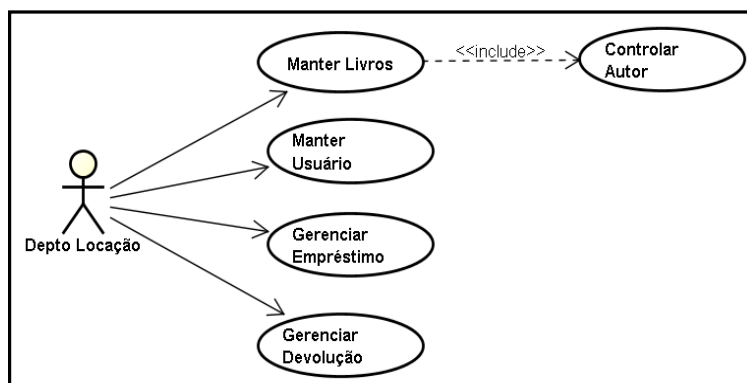 Manter Livros
<<include>>
Controlar
Autor
Manter
Usuário
Depto Locação
Gerenciar
Empréstimo
Gerenciar
Devolução